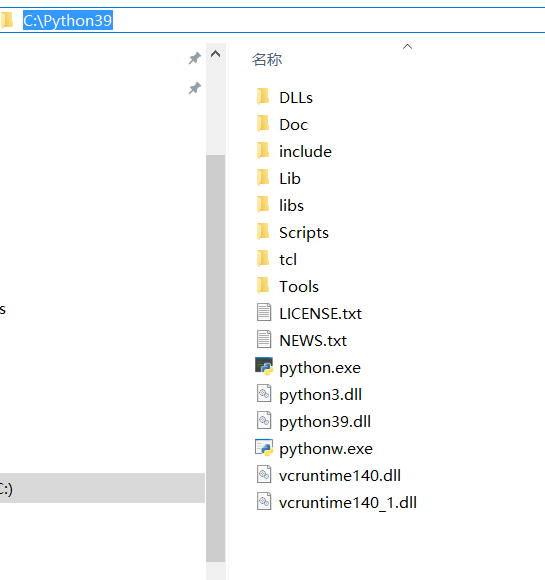 C:\Python39
名称
DLLs
Doc
include
Lib
libs
Scripts
tcl
Tools
s
LICENSE.txt
NEWS.txt
python.exe
python3.dll
python39.dll
pythonw.exe
vcruntime140.dll
C:)
vcruntime140_1.dll